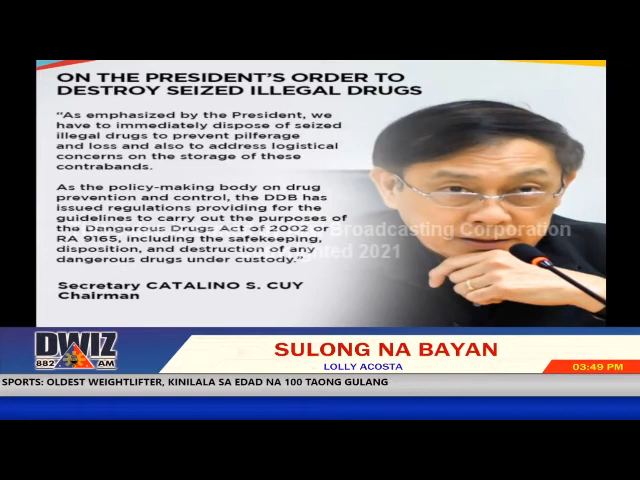 ON THE PRESIDENT'S ORDER TO
DESTROY SEIZED ILLEGAL DRUGS
"As emphasized by the President, we
have to immediately dispose of seized
illegal drugs to prevent pilferage
and loss and also to address logistical
concerns on the storage of these
contrabands.
As the policy-making body on drug
prevention and control, the DDB has
issued regulations providing for the
guidelines to carry out the purposes of
the Dangerous Drugs Act of 2002 or
RA 9165, including the safekeeping,
disposition, and destruction of any
dangerous drugs under custody."
Broadcasting Corporation
2021
Secretary CATALINO S. CUY
Chairman
DWIZ
882 AM
SULONG NA BAYAN
LOLLY ACOSTA
03:49 PM
SPORTS: OLDEST WEIGHTLIFTER, KINILALA SA EDAD NA 100 TAONG GULANG